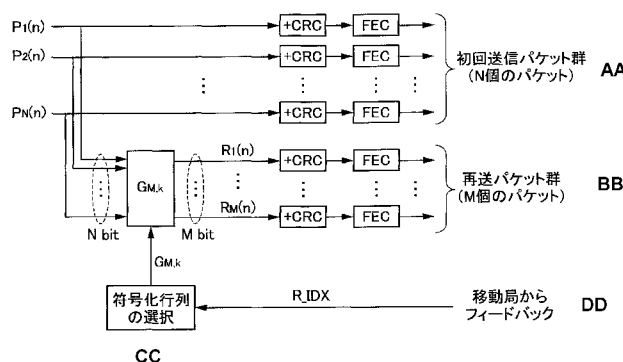 P1(n) +CRC FEC
P2(n) +CRC FEC
初回送信パケット群
(N個のパケット)
AA
PN(n) +CRC FEC
GM,k
R1(n) +CRC FEC
再送パケット群
(M個のパケット)
BB
RM(n) +CRC FEC
N bit M bit
GM,k
符号化行列
の選択
R_IDX
移動局から
フィードバック
DD
CC